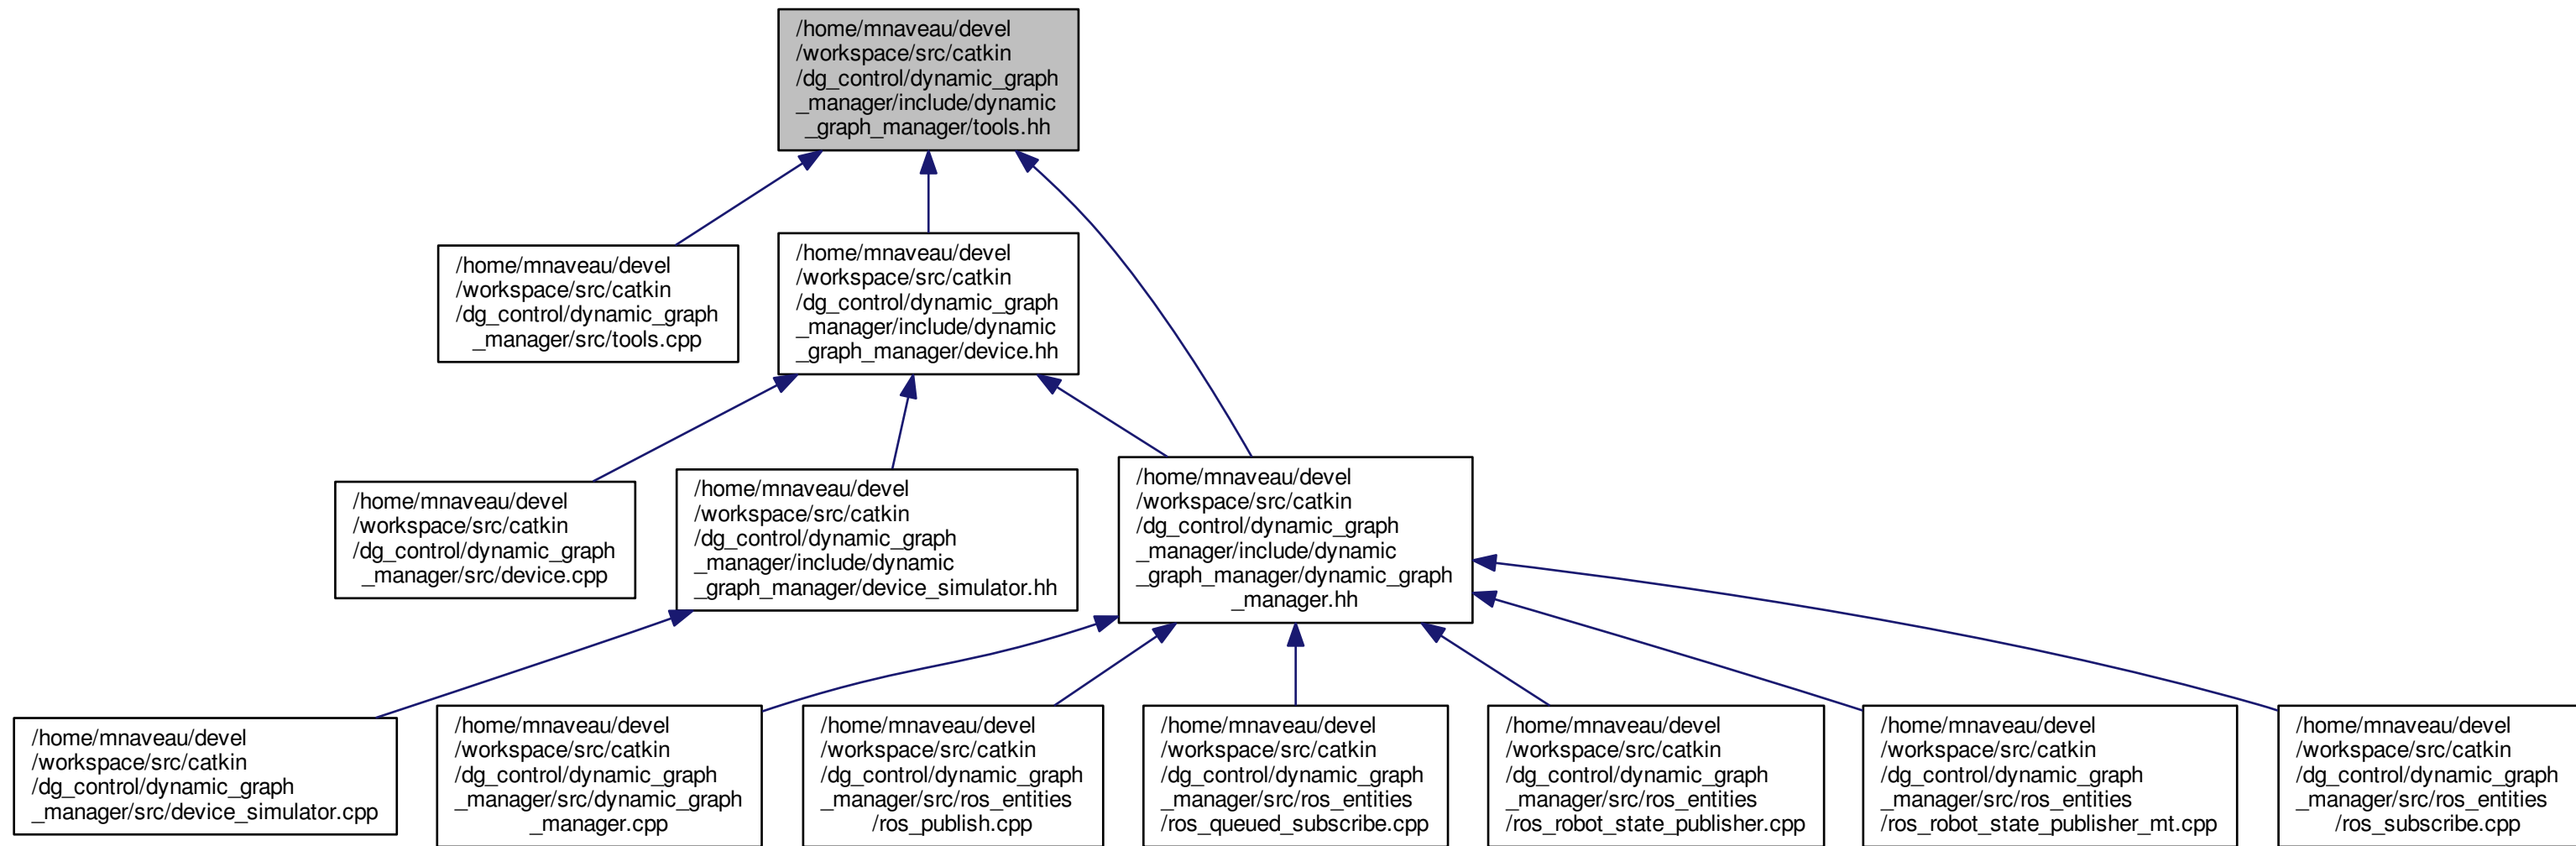 /home/mnaveau/devel
/workspace/src/catkin
/dg_control/dynamic_graph
_manager/include/dynamic
_graph_manager/tools.hh
/home/mnaveau/devel
/workspace/src/catkin
/dg_control/dynamic_graph
_manager/src/tools.cpp
/home/mnaveau/devel
/workspace/src/catkin
/dg_control/dynamic_graph
_manager/include/dynamic
_graph_manager/device.hh
/home/mnaveau/devel
/workspace/src/catkin
/dg_control/dynamic_graph
_manager/src/device.cpp
/home/mnaveau/devel
/workspace/src/catkin
/dg_control/dynamic_graph
_manager/include/dynamic
_graph_manager/device_simulator.hh
/home/mnaveau/devel
/workspace/src/catkin
/dg_control/dynamic_graph
_manager/include/dynamic
_graph_manager/dynamic_graph
_manager.hh
/home/mnaveau/devel
/workspace/src/catkin
/dg_control/dynamic_graph
_manager/src/device_simulator.cpp
/home/mnaveau/devel
/workspace/src/catkin
/dg_control/dynamic_graph
_manager/src/dynamic_graph
_manager.cpp
/home/mnaveau/devel
/workspace/src/catkin
/dg_control/dynamic_graph
_manager/src/ros_entities
/ros_publish.cpp
/home/mnaveau/devel
/workspace/src/catkin
/dg_control/dynamic_graph
_manager/src/ros_entities
/ros_queued_subscribe.cpp
/home/mnaveau/devel
/workspace/src/catkin
/dg_control/dynamic_graph
_manager/src/ros_entities
/ros_robot_state_publisher.cpp
/home/mnaveau/devel
/workspace/src/catkin
/dg_control/dynamic_graph
_manager/src/ros_entities
/ros_robot_state_publisher_mt.cpp
/home/mnaveau/devel
/workspace/src/catkin
/dg_control/dynamic_graph
_manager/src/ros_entities
/ros_subscribe.cpp